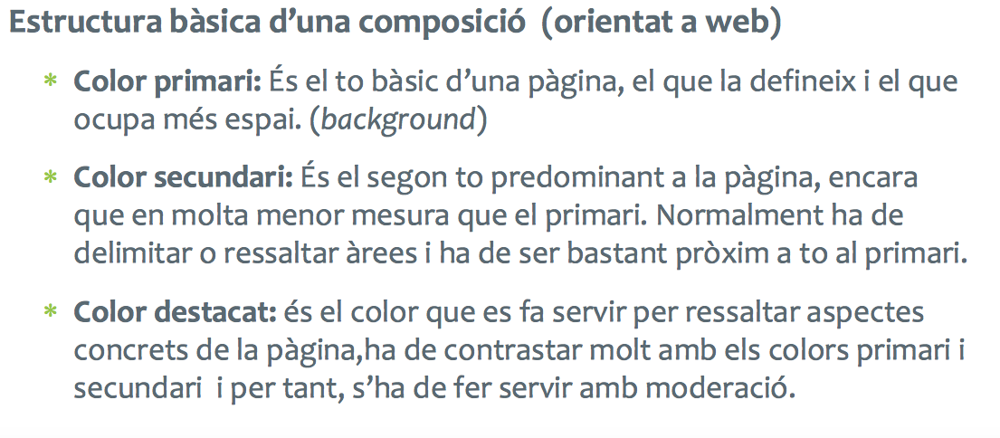 Estructura bàsica d’una composició (orientat a web)
* Color primari: És el to bàsic d’una pàgina, el que la defineix i el que
ocupa més espai. (background)
* Color secundari: És el segon to predominant a la pàgina, encara
que en molta menor mesura que el primari. Normalment ha de
delimitar o ressaltar àrees i ha de ser bastant pròxim a to al primari.
* Color destacat: és el color que es fa servir per ressaltar aspectes
concrets de la pàgina,ha de contrastar molt amb els colors primari i
secundari i per tant, s’ha de fer servir amb moderació.